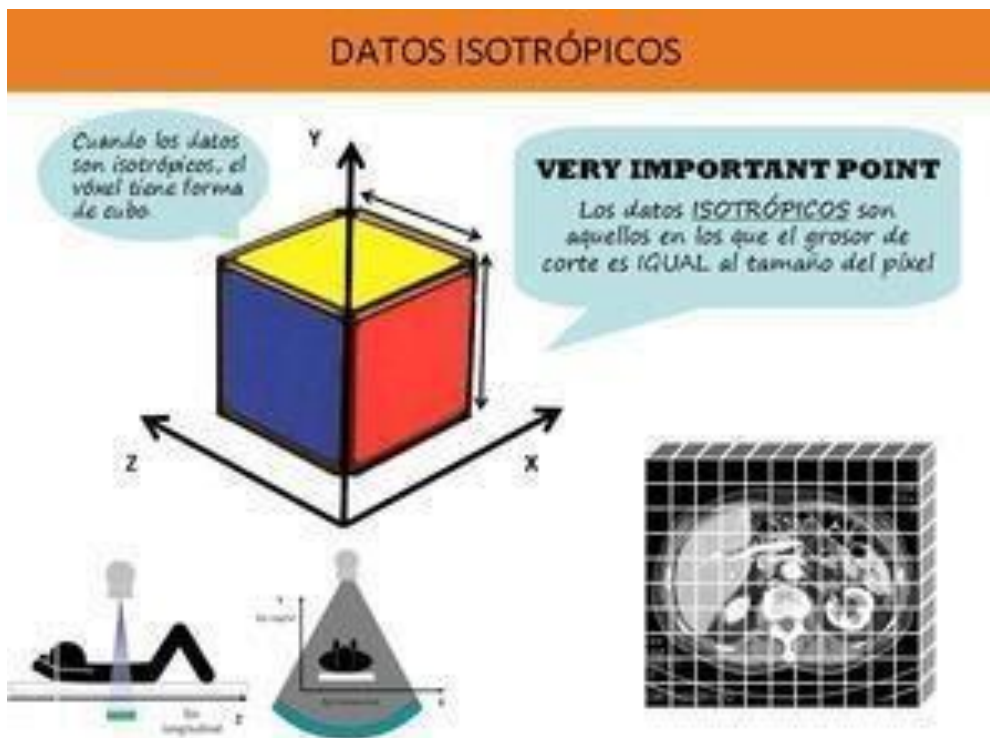 DATOS ISOTRÓPICOS
Cuando los datos
son isotrópicos, el
vóxel tiene forma
de cubo.
VERY IMPORTANT POINT
Los datos ISOTRÓPICOS son
aquellos en los que el grosor de
corte es IGUAL al tamaño del píxel
Y
Z
X
Eje
longitudinal
Z
Y
X